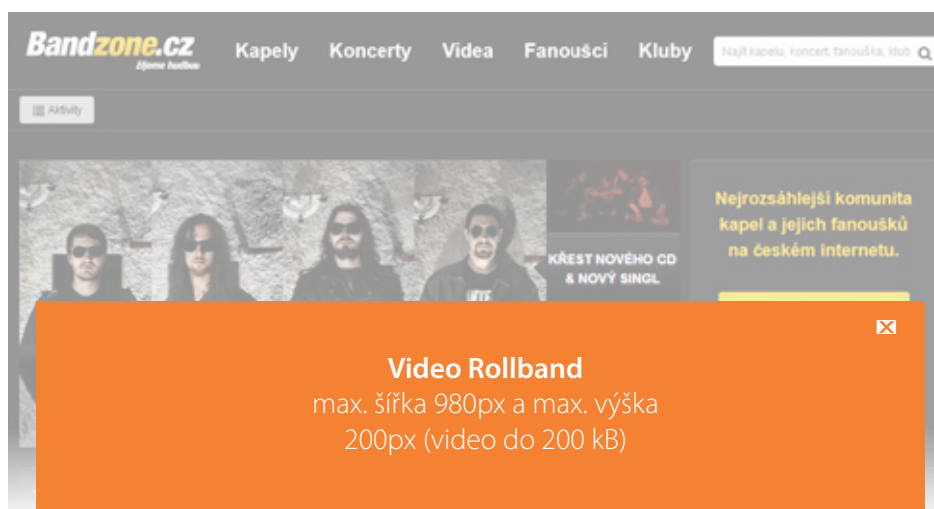 Bandzone.cz
žijeme hudbou
Kapely Koncerty Videa Fanoušci Kluby
Najít kapelu, koncert, fanouška, klub
Aktivity
Nejrozsáhlejší komunita
kapel a jejich fanoušků
na českém internetu.
KŘEST NOVÉHO CD
& NOVÝ SINGL
Video Rollband
max. šířka 980px a max. výška
200px (video do 200 kB)